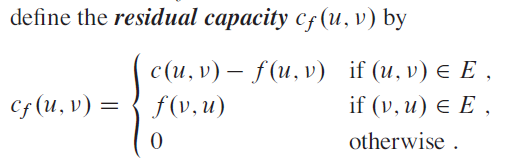 define the residual capacity c_f(u, ν) by
c(u, ν) − f(u, ν) if (u, ν) ∈ E ,
c_f(u, ν) = { f(ν, u) if (ν, u) ∈ E ,
0 otherwise .